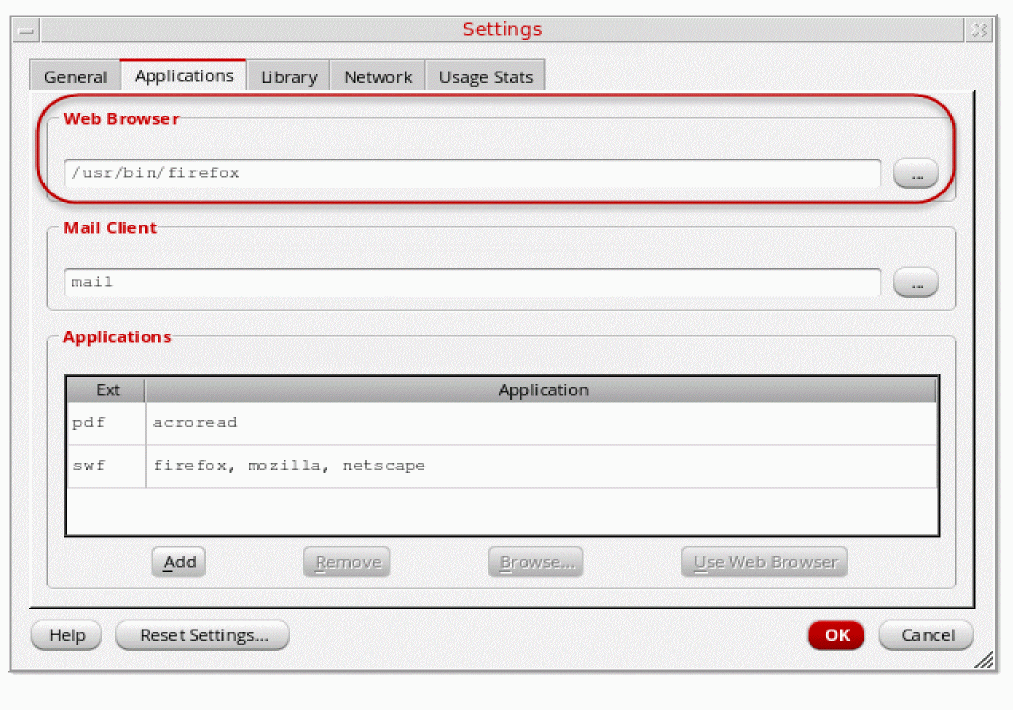 Settings
General Applications Library Network Usage Stats
Web Browser
/usr/bin/firefox ...
Mail Client
mail ...
Applications
Ext Application
pdf acroread
swf firefox, mozilla, netscape
Add Remove Browse... Use Web Browser
Help Reset Settings... OK Cancel